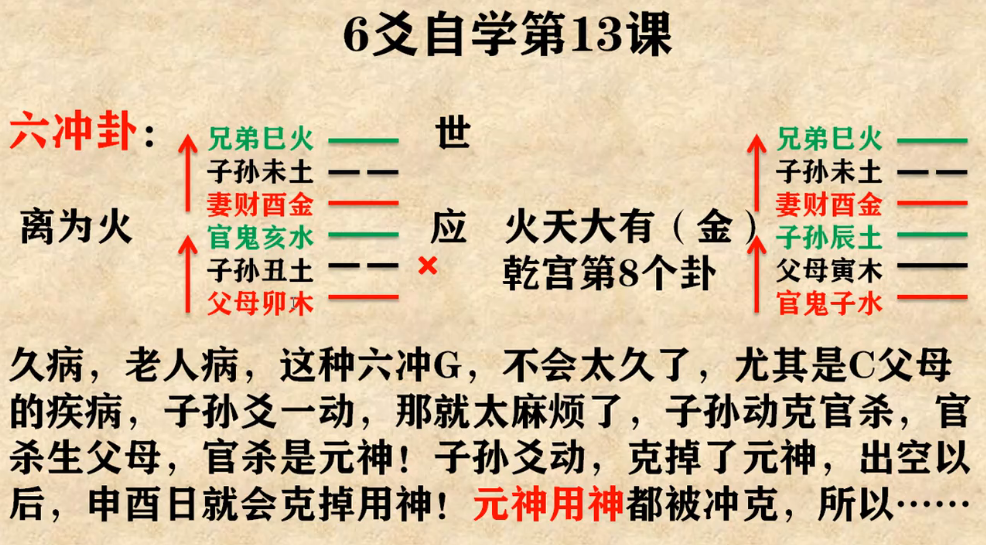 6爻自学第13课
六冲卦：
兄弟巳火
世
兄弟巳火
子孙未土
子孙未土
妻财酉金
妻财酉金
离为火
官鬼亥水
应
火天大有（金）
子孙辰土
子孙丑土
×
乾宫第8个卦
父母寅木
父母卯木
官鬼子水
久病，老人病，这种六冲G，不会太久了，尤其是C父母
的疾病，子孙爻一动，那就太麻烦了，子孙动克官杀，官
杀生父母，官杀是元神！子孙爻动，克掉了元神，出空以
后，申酉日就会克掉用神！元神用神都被冲克，所以……